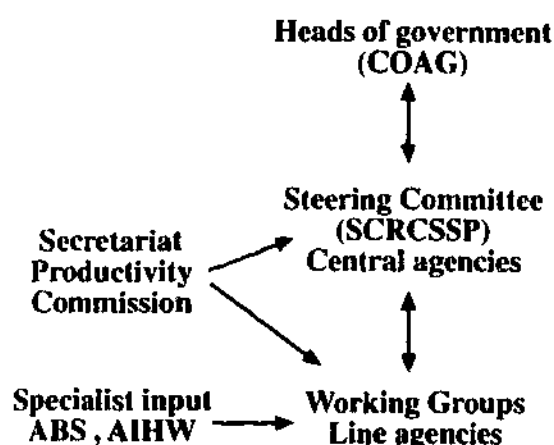 Heads of government
(COAG)
Steering Committee
(SCRCSSP)
Central agencies
Secretariat
Productivity
Commission
Specialist input
ABS , AIHW
Working Groups
Line agencies